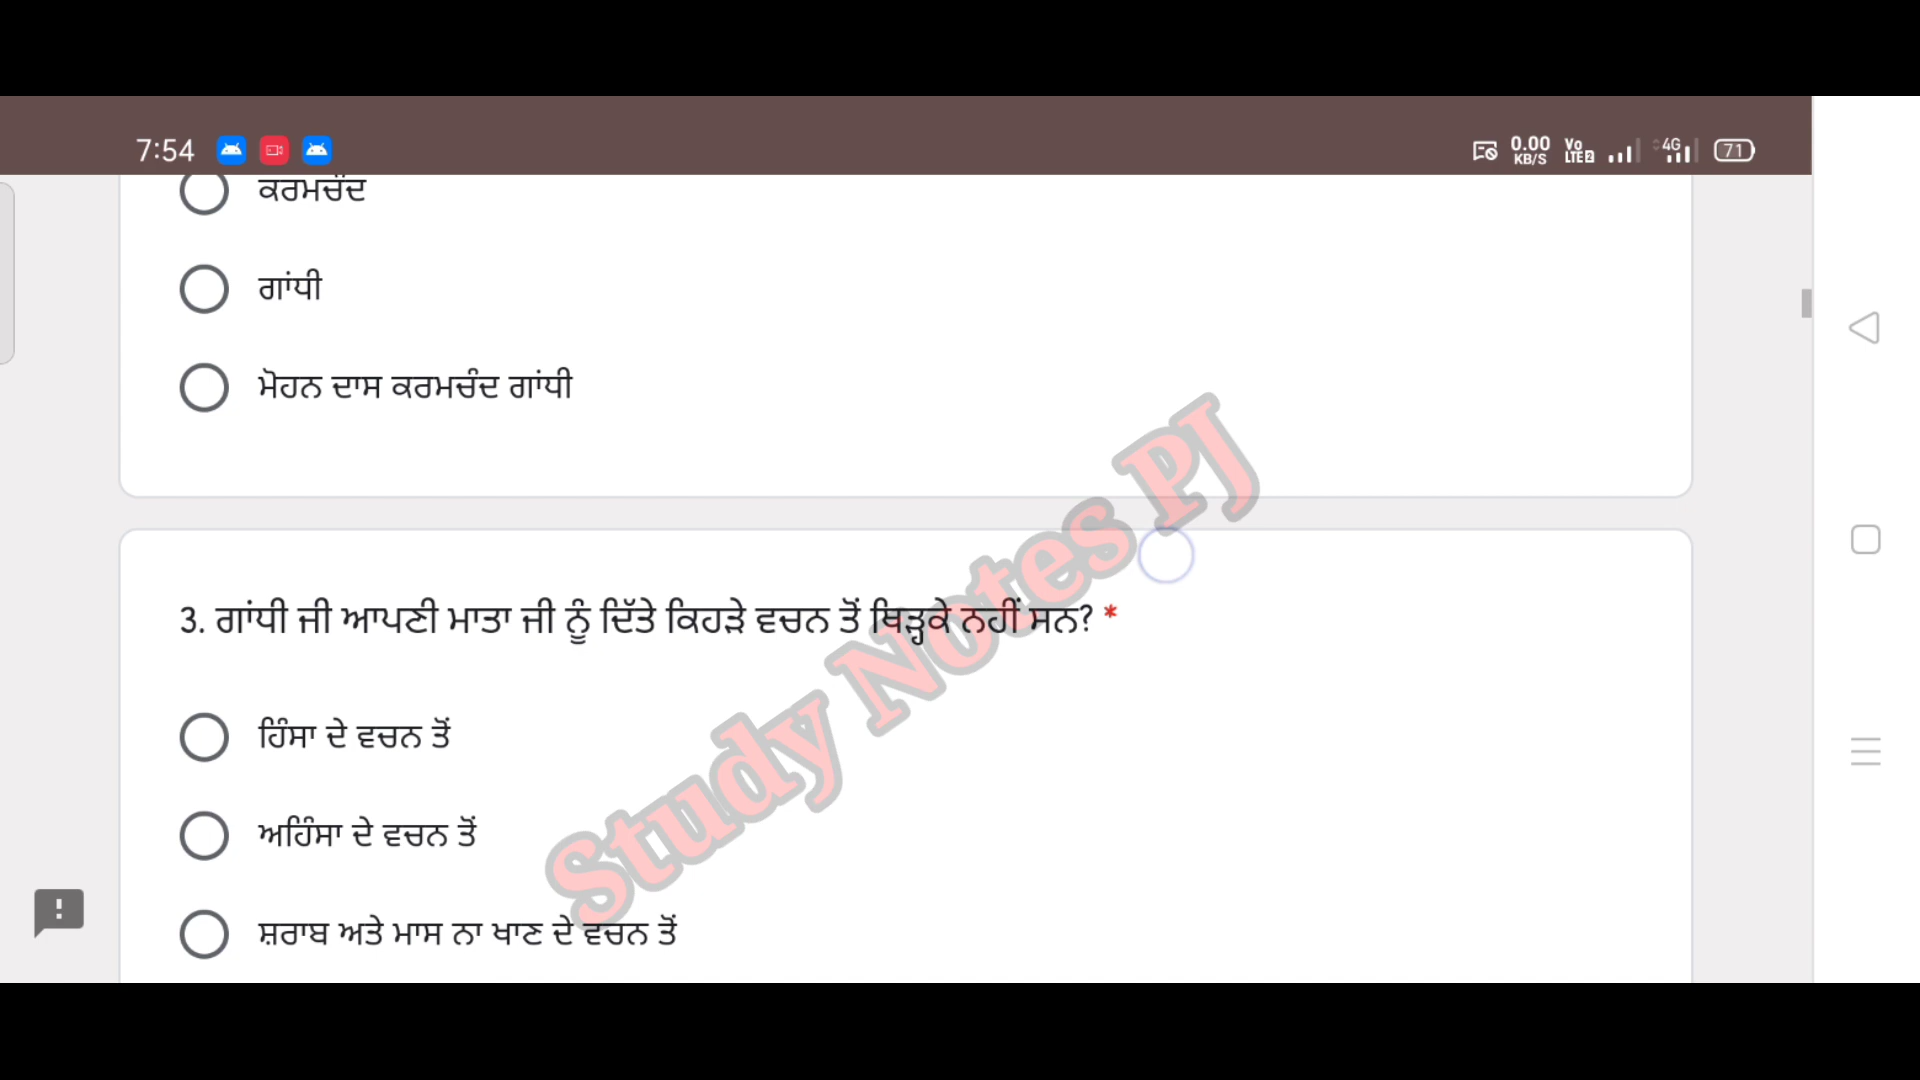 7:54
0.00 KB/S Vo LTE 2 4G 71
ਕਰਮਚੰਦ
ਗਾਂਧੀ
ਮੋਹਨ ਦਾਸ ਕਰਮਚੰਦ ਗਾਂਧੀ
3. ਗਾਂਧੀ ਜੀ ਆਪਣੀ ਮਾਤਾ ਜੀ ਨੂੰ ਦਿੱਤੇ ਕਿਹੜੇ ਵਚਨ ਤੋਂ ਥਿੜ੍ਹਕੇ ਨਹੀਂ ਸਨ? *
ਹਿੰਸਾ ਦੇ ਵਚਨ ਤੋਂ
ਅਹਿੰਸਾ ਦੇ ਵਚਨ ਤੋਂ
ਸ਼ਰਾਬ ਅਤੇ ਮਾਸ ਨਾ ਖਾਣ ਦੇ ਵਚਨ ਤੋਂ
Study Notes PJ